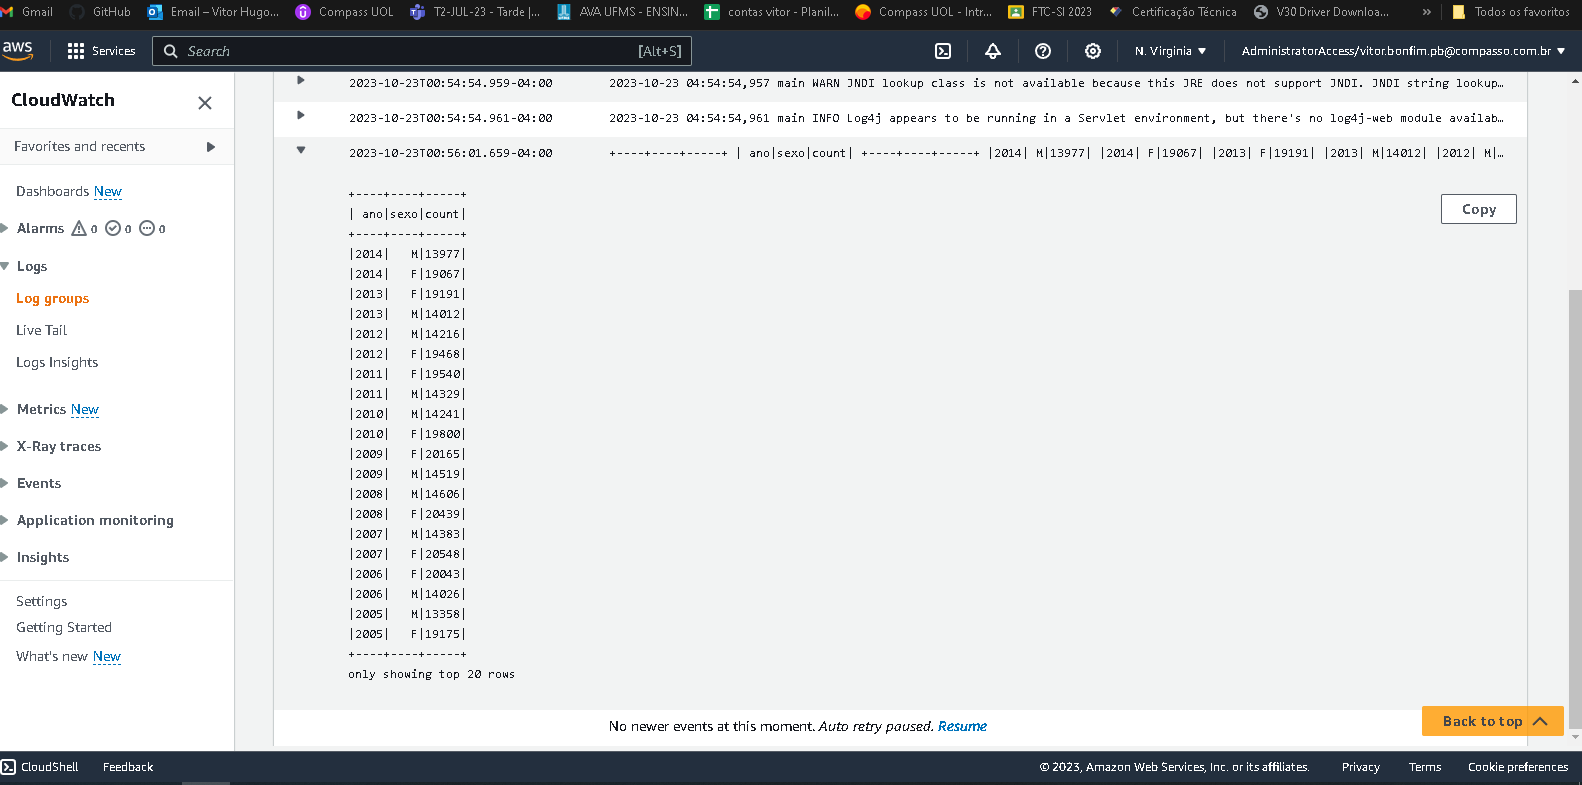 Gmail GitHub Email – Vitor Hugo... Compass UOL T2-JUL-23 - Tarde |... AVA UFMS - ENSIN... contas vitor - Planil... Compass UOL - Intr... FTC-SI 2023 Certificação Técnica V30 Driver Downloa... » Todos os favoritos
aws Services Search [Alt+S] N. Virginia AdministratorAccess/vitor.bonfim.pb@compasso.com.br
CloudWatch
Favorites and recents
Dashboards New
Alarms 0 0 0
Logs
Log groups
Live Tail
Logs Insights
Metrics New
X-Ray traces
Events
Application monitoring
Insights
Settings
Getting Started
What's new New
2023-10-23T00:54:54.959-04:00 2023-10-23 04:54:54,957 main WARN JNDI lookup class is not available because this JRE does not support JNDI. JNDI string lookup…
2023-10-23T00:54:54.961-04:00 2023-10-23 04:54:54,961 main INFO Log4j appears to be running in a Servlet environment, but there's no log4j-web module availab…
2023-10-23T00:56:01.659-04:00 +----+----+-----+ | ano|sexo|count| +----+----+-----+ |2014| M|13977| |2014| F|19067| |2013| F|19191| |2013| M|14012| |2012| M|…
Copy
+----+----+-----+
| ano|sexo|count|
+----+----+-----+
|2014|   M|13977|
|2014|   F|19067|
|2013|   F|19191|
|2013|   M|14012|
|2012|   M|14216|
|2012|   F|19468|
|2011|   F|19540|
|2011|   M|14329|
|2010|   M|14241|
|2010|   F|19800|
|2009|   F|20165|
|2009|   M|14519|
|2008|   M|14606|
|2008|   F|20439|
|2007|   M|14383|
|2007|   F|20548|
|2006|   F|20043|
|2006|   M|14026|
|2005|   M|13358|
|2005|   F|19175|
+----+----+-----+
only showing top 20 rows
No newer events at this moment. Auto retry paused. Resume
Back to top
CloudShell Feedback © 2023, Amazon Web Services, Inc. or its affiliates. Privacy Terms Cookie preferences